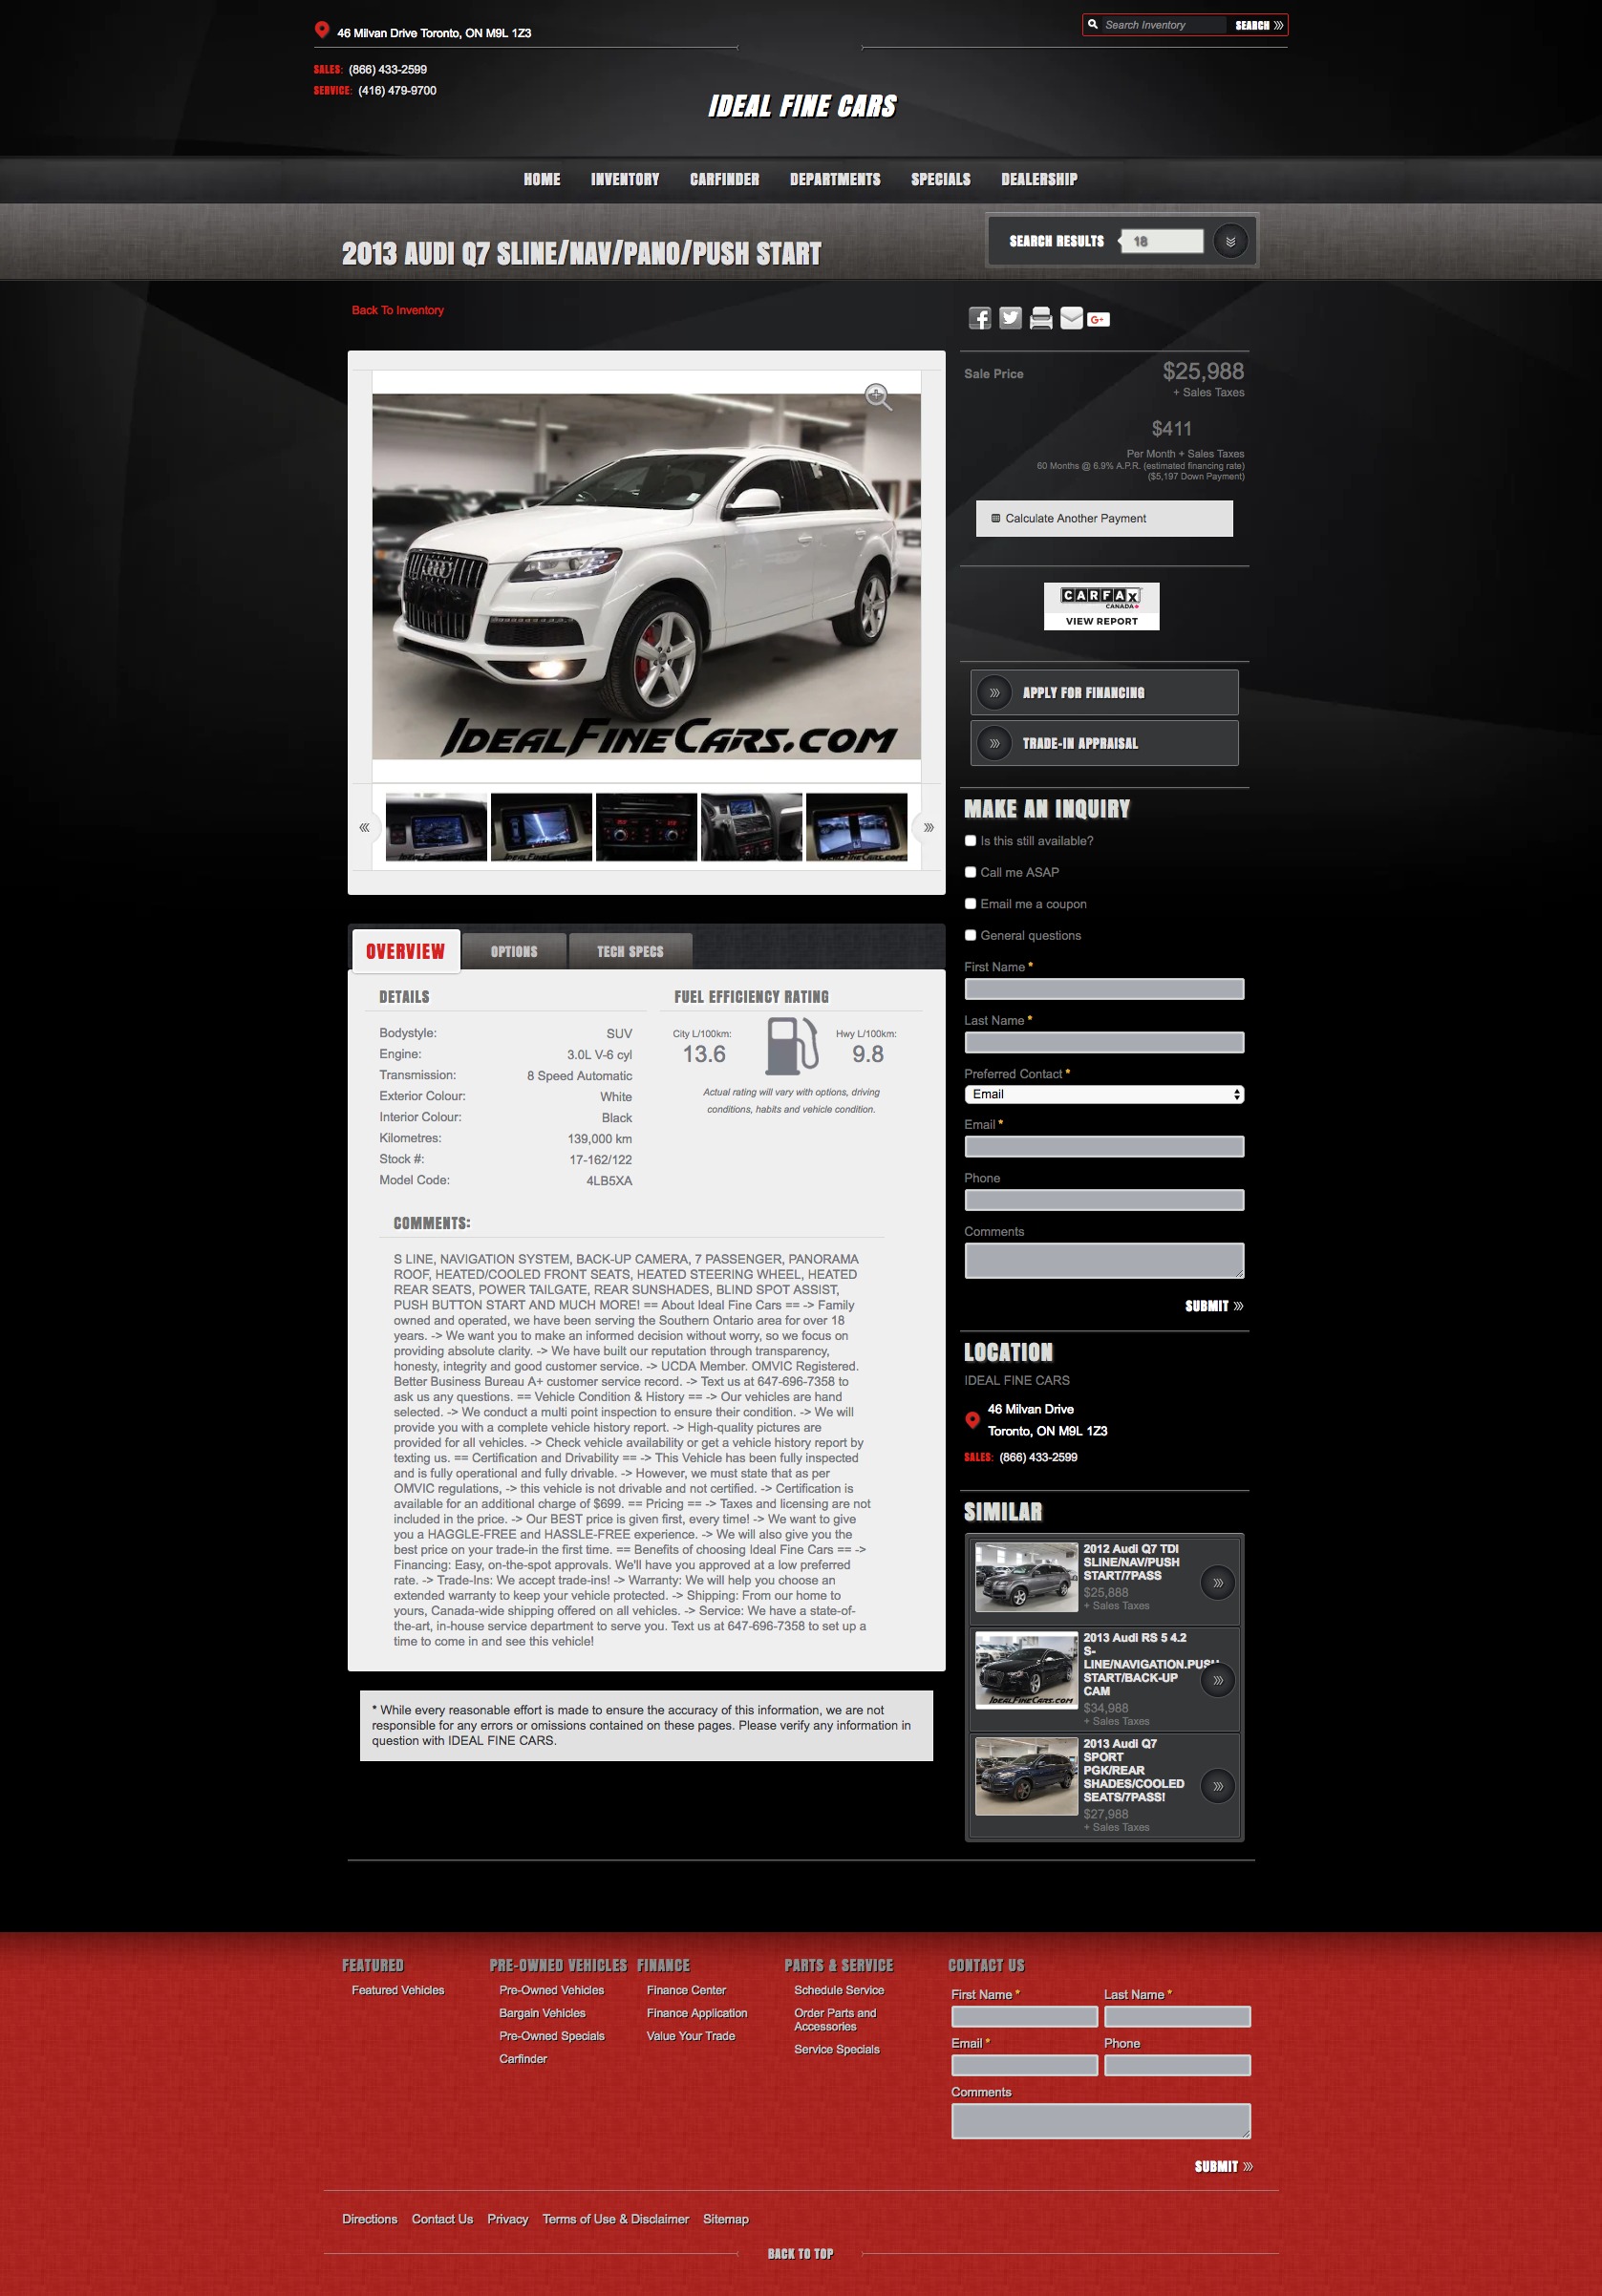 46 Milvan Drive Toronto, ON M9L 1Z3
Search Inventory
SEARCH
SALES: (866) 433-2599
SERVICE: (416) 479-9700
IDEAL FINE CARS
HOME INVENTORY CARFINDER DEPARTMENTS SPECIALS DEALERSHIP
2013 AUDI Q7 SLINE/NAV/PANO/PUSH START
SEARCH RESULTS 18
Back To Inventory
G+
IDEALFINECARS.COM
Sale Price $25,988
+ Sales Taxes
$411
Per Month + Sales Taxes
60 Months @ 6.9% A.P.R. (estimated financing rate)
($5,197 Down Payment)
Calculate Another Payment
CARFAX
CANADA
VIEW REPORT
APPLY FOR FINANCING
TRADE-IN APPRAISAL
MAKE AN INQUIRY
Is this still available?
Call me ASAP
Email me a coupon
General questions
First Name *
Last Name *
Preferred Contact *
Email
Email *
Phone
Comments
SUBMIT
OVERVIEW OPTIONS TECH SPECS
DETAILS
Bodystyle: SUV
Engine: 3.0L V-6 cyl
Transmission: 8 Speed Automatic
Exterior Colour: White
Interior Colour: Black
Kilometres: 139,000 km
Stock #: 17-162/122
Model Code: 4LB5XA
FUEL EFFICIENCY RATING
City L/100km: Hwy L/100km:
13.6 9.8
Actual rating will vary with options, driving
conditions, habits and vehicle condition.
COMMENTS:
S LINE, NAVIGATION SYSTEM, BACK-UP CAMERA, 7 PASSENGER, PANORAMA
ROOF, HEATED/COOLED FRONT SEATS, HEATED STEERING WHEEL, HEATED
REAR SEATS, POWER TAILGATE, REAR SUNSHADES, BLIND SPOT ASSIST,
PUSH BUTTON START AND MUCH MORE! == About Ideal Fine Cars == -> Family
owned and operated, we have been serving the Southern Ontario area for over 18
years. -> We want you to make an informed decision without worry, so we focus on
providing absolute clarity. -> We have built our reputation through transparency,
honesty, integrity and good customer service. -> UCDA Member. OMVIC Registered.
Better Business Bureau A+ customer service record. -> Text us at 647-696-7358 to
ask us any questions. == Vehicle Condition & History == -> Our vehicles are hand
selected. -> We conduct a multi point inspection to ensure their condition. -> We will
provide you with a complete vehicle history report. -> High-quality pictures are
provided for all vehicles. -> Check vehicle availability or get a vehicle history report by
texting us. == Certification and Drivability == -> This Vehicle has been fully inspected
and is fully operational and fully drivable. -> However, we must state that as per
OMVIC regulations, -> this vehicle is not drivable and not certified. -> Certification is
available for an additional charge of $699. == Pricing == -> Taxes and licensing are not
included in the price. -> Our BEST price is given first, every time! -> We want to give
you a HAGGLE-FREE and HASSLE-FREE experience. -> We will also give you the
best price on your trade-in the first time. == Benefits of choosing Ideal Fine Cars == ->
Financing: Easy, on-the-spot approvals. We'll have you approved at a low preferred
rate. -> Trade-Ins: We accept trade-ins! -> Warranty: We will help you choose an
extended warranty to keep your vehicle protected. -> Shipping: From our home to
yours, Canada-wide shipping offered on all vehicles. -> Service: We have a state-of-
the-art, in-house service department to serve you. Text us at 647-696-7358 to set up a
time to come in and see this vehicle!
* While every reasonable effort is made to ensure the accuracy of this information, we are not
responsible for any errors or omissions contained on these pages. Please verify any information in
question with IDEAL FINE CARS.
LOCATION
IDEAL FINE CARS
46 Milvan Drive
Toronto, ON M9L 1Z3
SALES: (866) 433-2599
SIMILAR
2012 Audi Q7 TDI
SLINE/NAV/PUSH
START/7PASS
$25,888
+ Sales Taxes
2013 Audi RS 5 4.2
S-
LINE/NAVIGATION.PUSH
START/BACK-UP
CAM
$34,988
+ Sales Taxes
IDEALFINECARS.COM
2013 Audi Q7
SPORT
PGK/REAR
SHADES/COOLED
SEATS/7PASS!
$27,988
+ Sales Taxes
FEATURED
Featured Vehicles
PRE-OWNED VEHICLES
Pre-Owned Vehicles
Bargain Vehicles
Pre-Owned Specials
Carfinder
FINANCE
Finance Center
Finance Application
Value Your Trade
PARTS & SERVICE
Schedule Service
Order Parts and
Accessories
Service Specials
CONTACT US
First Name * Last Name *
Email * Phone
Comments
SUBMIT
Directions Contact Us Privacy Terms of Use & Disclaimer Sitemap
BACK TO TOP